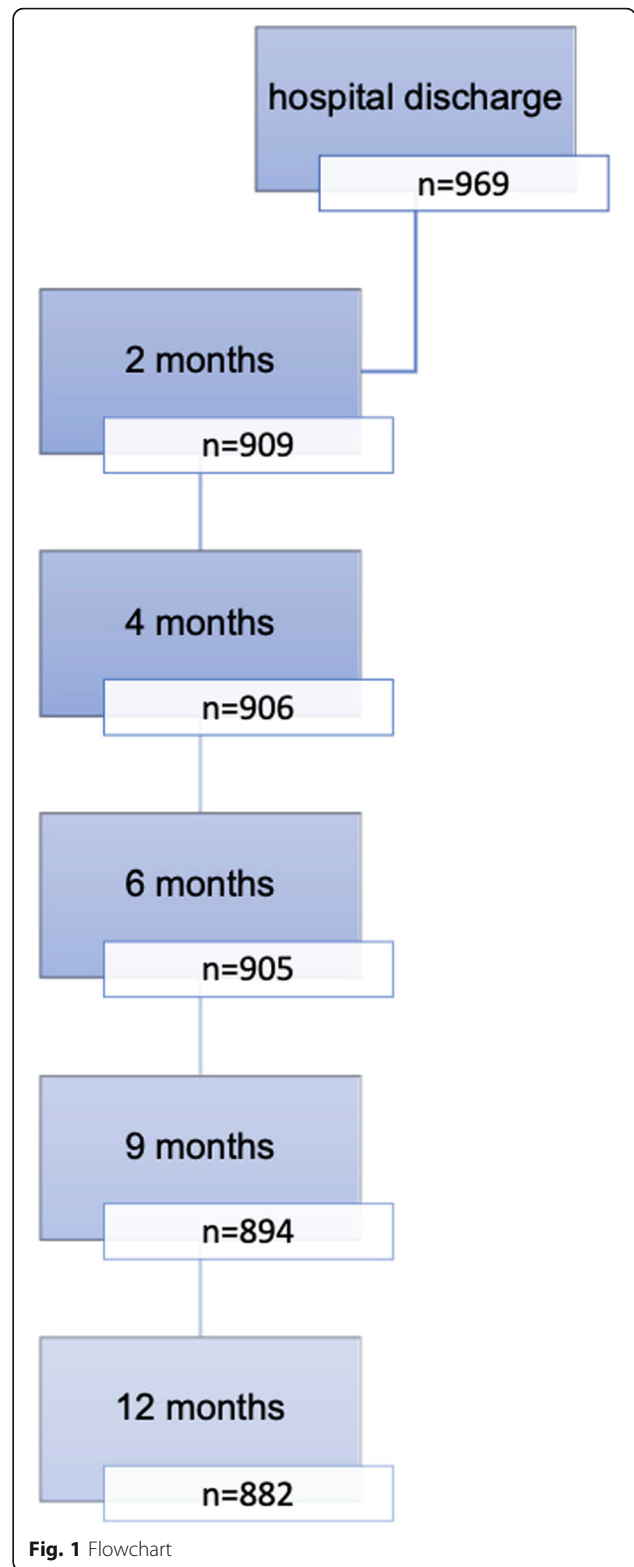 hospital discharge
n=969
2 months
n=909
4 months
n=906
6 months
n=905
9 months
n=894
12 months
n=882
Fig. 1 Flowchart